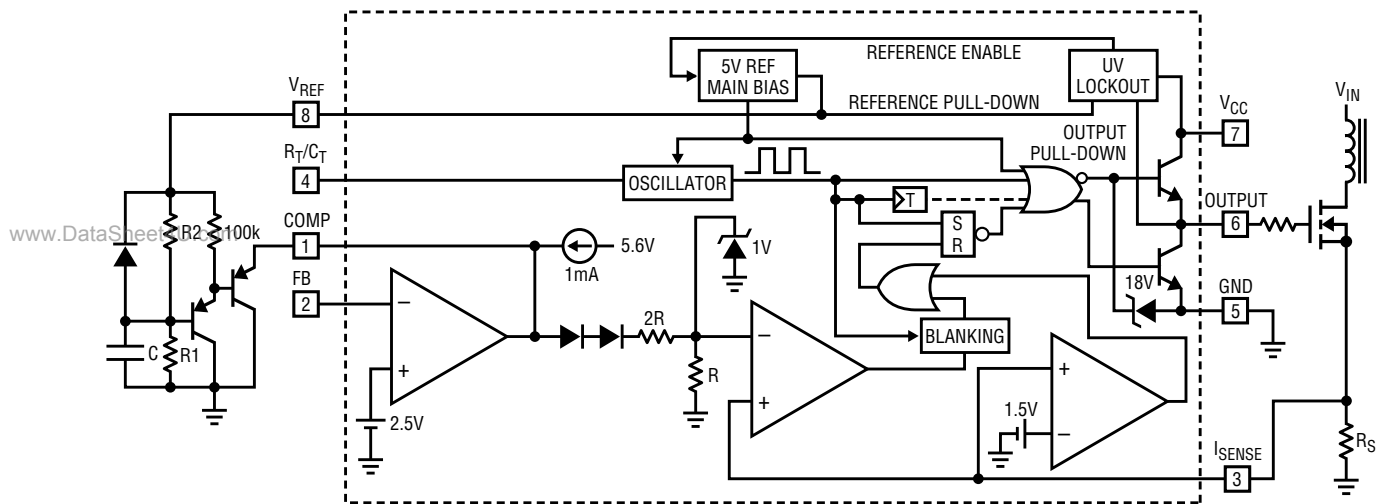 REFERENCE ENABLE
5V REF
MAIN BIAS
UV
LOCKOUT
VREF
8
REFERENCE PULL-DOWN
VIN
VCC
7
RT/CT
4
OUTPUT
PULL-DOWN
OSCILLATOR
T
OUTPUT
6
COMP
1
www.DataSheet4U.com
R2
100k
5.6V
1mA
1V
S
R
18V
GND
5
FB
2
2R
BLANKING
C
R1
R
–
+
–
+
+
–
2.5V
1.5V
ISENSE
3
RS